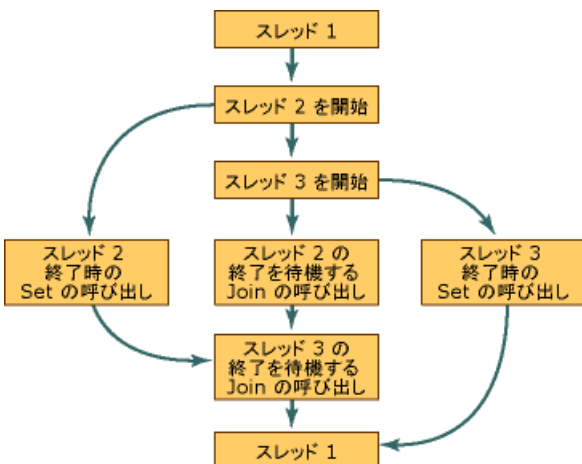 スレッド 1
スレッド 2 を開始
スレッド 3 を開始
スレッド 2
終了時の
Set の呼び出し
スレッド 2 の
終了を待機する
Join の呼び出し
スレッド 3
終了時の
Set の呼び出し
スレッド 3 の
終了を待機する
Join の呼び出し
スレッド 1